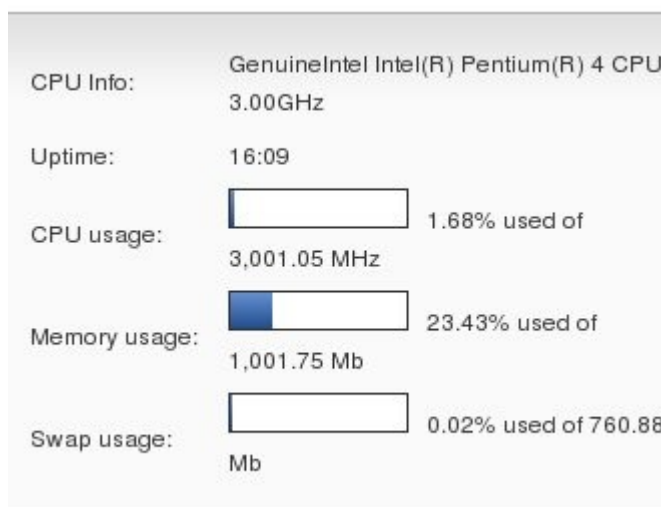 CPU Info:
GenuineIntel Intel(R) Pentium(R) 4 CPU
3.00GHz
Uptime:
16:09
CPU usage:
1.68% used of
3,001.05 MHz
Memory usage:
23.43% used of
1,001.75 Mb
Swap usage:
0.02% used of 760.88
Mb